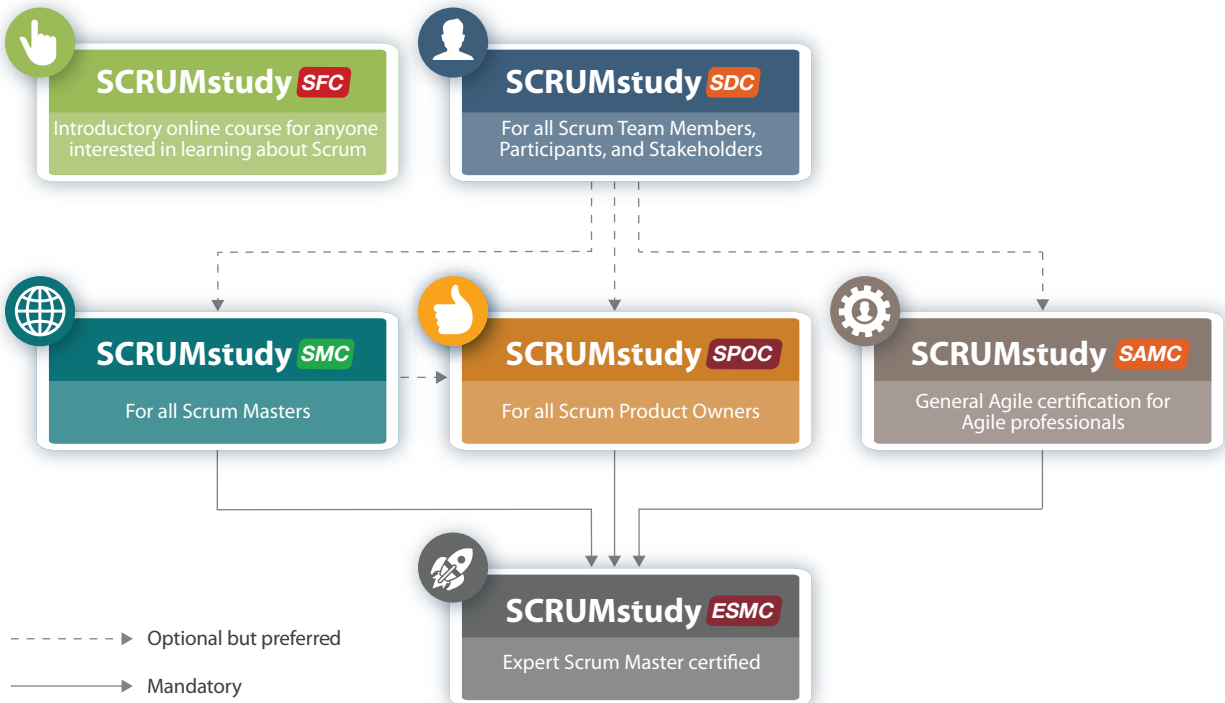 SCRUMstudy SFC
Introductory online course for anyone
interested in learning about Scrum
SCRUMstudy SDC
For all Scrum Team Members,
Participants, and Stakeholders
SCRUMstudy SMC
For all Scrum Masters
SCRUMstudy SPOC
For all Scrum Product Owners
SCRUMstudy SAMC
General Agile certification for
Agile professionals
SCRUMstudy ESMC
Expert Scrum Master certified
Optional but preferred
Mandatory